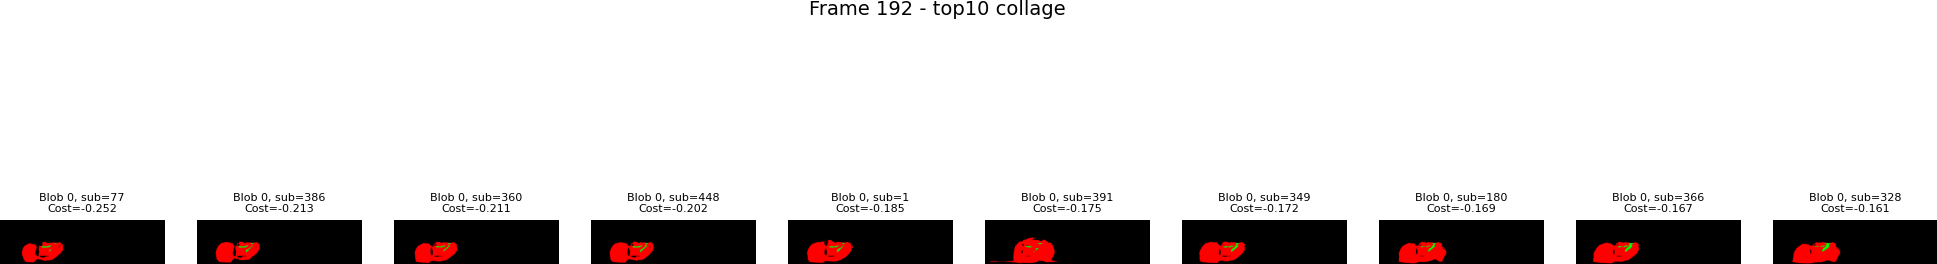 Frame 192 - top10 collage
Blob 0, sub=77
Cost=-0.252
Blob 0, sub=386
Cost=-0.213
Blob 0, sub=360
Cost=-0.211
Blob 0, sub=448
Cost=-0.202
Blob 0, sub=1
Cost=-0.185
Blob 0, sub=391
Cost=-0.175
Blob 0, sub=349
Cost=-0.172
Blob 0, sub=180
Cost=-0.169
Blob 0, sub=366
Cost=-0.167
Blob 0, sub=328
Cost=-0.161